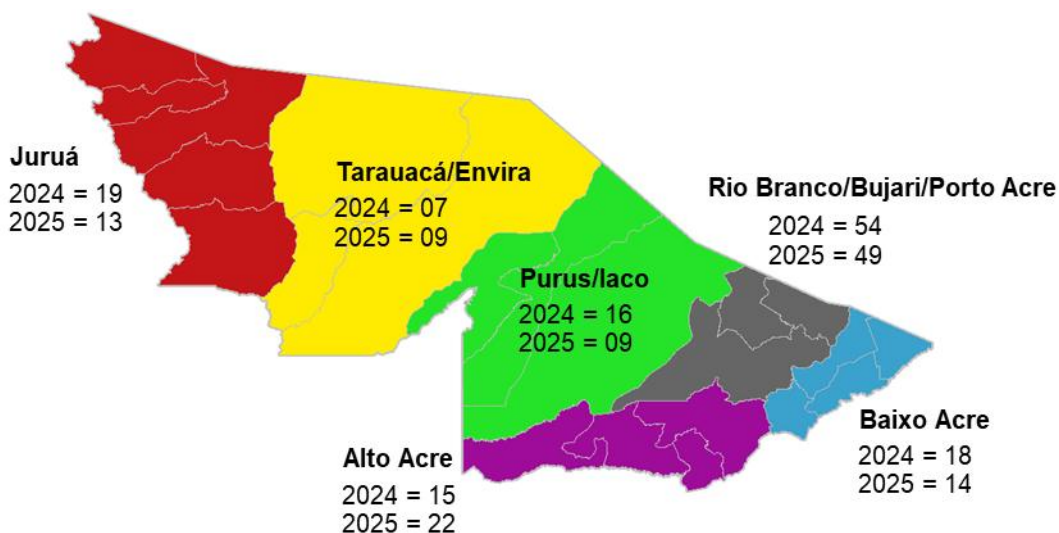 Juruá
2024 = 19
2025 = 13
Tarauacá/Envira
2024 = 07
2025 = 09
Rio Branco/Bujari/Porto Acre
2024 = 54
2025 = 49
Purus/Iaco
2024 = 16
2025 = 09
Baixo Acre
2024 = 18
2025 = 14
Alto Acre
2024 = 15
2025 = 22